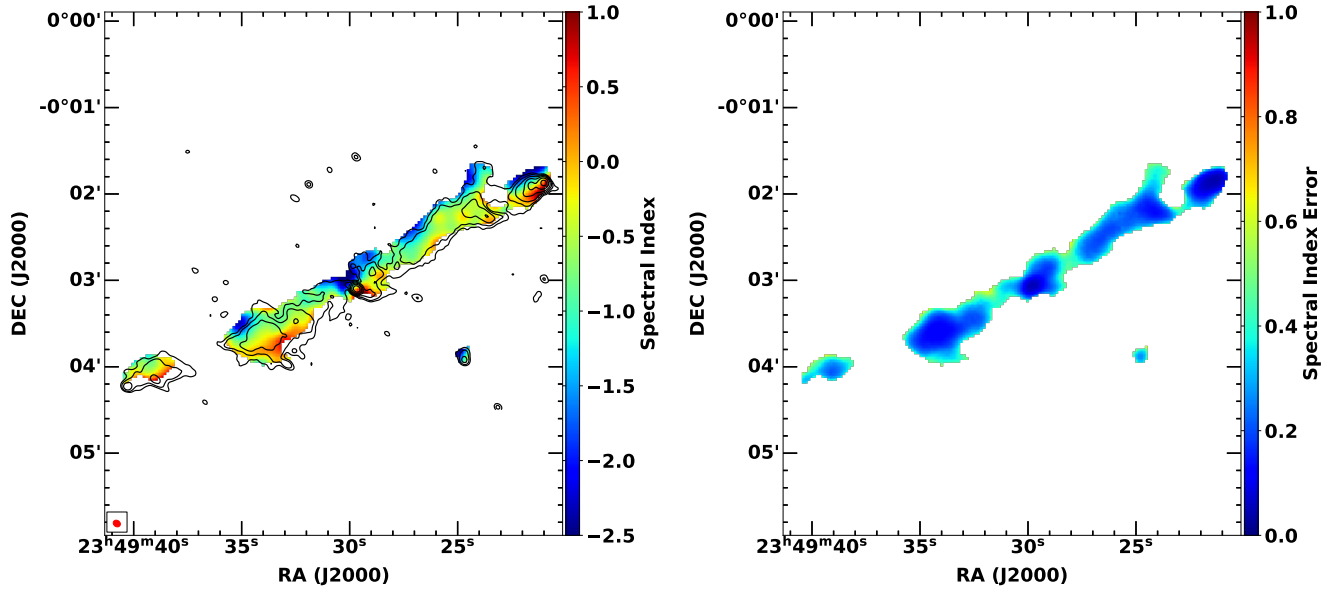 0°00'
-0°01'
02'
03'
04'
05'
DEC (J2000)
23ʰ49ᵐ40ˢ
35ˢ
30ˢ
25ˢ
RA (J2000)
1.0
0.5
0.0
−0.5
−1.0
−1.5
−2.0
−2.5
Spectral Index
0°00'
-0°01'
02'
03'
04'
05'
DEC (J2000)
23ʰ49ᵐ40ˢ
35ˢ
30ˢ
25ˢ
RA (J2000)
1.0
0.8
0.6
0.4
0.2
0.0
Spectral Index Error